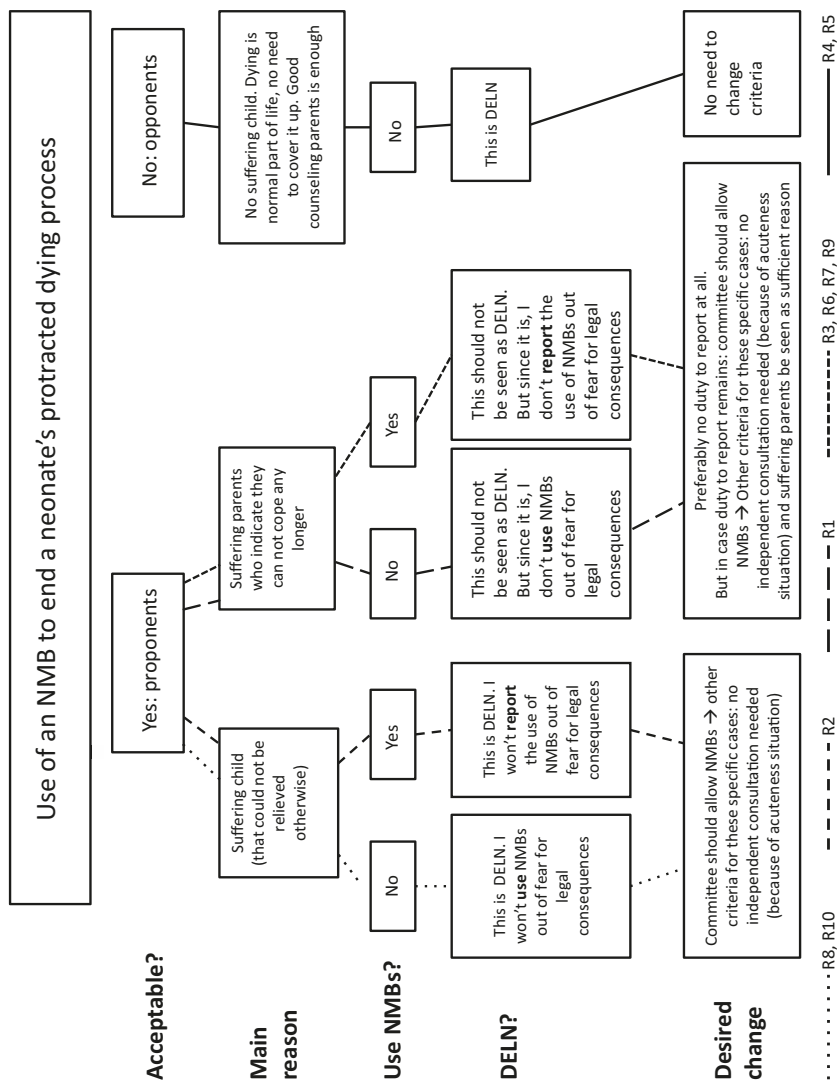 Use of an NMB to end a neonate's protracted dying process
Acceptable?
Yes: proponents
No: opponents
Main
reason
Suffering child
(that could not be
relieved
otherwise)
Suffering parents
who indicate they
can not cope any
longer
No suffering child. Dying is
normal part of life, no need
to cover it up. Good
counseling parents is enough
Use NMBs?
No
Yes
No
Yes
No
DELN?
This is DELN. I
won't use NMBs
out of fear for
legal
consequences
This is DELN. I
won't report
the use of
NMBs out of
fear for legal
consequences
This should not
be seen as DELN.
But since it is, I
don't use NMBs
out of fear for
legal
consequences
This should not
be seen as DELN.
But since it is, I
don't report the
use of NMBs out
of fear for legal
consequences
This is DELN
Desired
change
Committee should allow NMBs → other
criteria for these specific cases: no
independent consultation needed
(because of acuteness situation)
Preferably no duty to report at all.
But in case duty to report remains: committee should allow
NMBs → Other criteria for these specific cases: no
independent consultation needed (because of acuteness
situation) and suffering parents be seen as sufficient reason
No need to
change
criteria
R8, R10
R2
R1
R3, R6, R7, R9
R4, R5